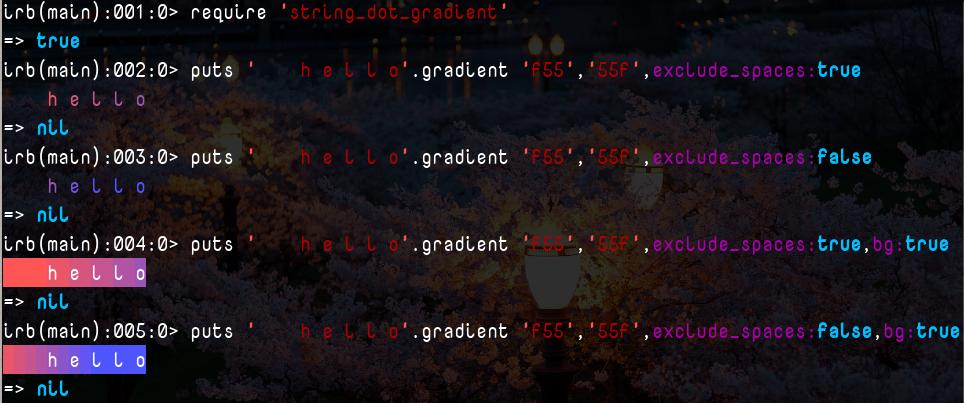 irb(main):001:0> require 'string_dot_gradient'
=> true
irb(main):002:0> puts '    h e l l o'.gradient 'f55','55f',exclude_spaces:true
    h e l l o
=> nil
irb(main):003:0> puts '    h e l l o'.gradient 'f55','55f',exclude_spaces:false
    h e l l o
=> nil
irb(main):004:0> puts '    h e l l o'.gradient 'f55','55f',exclude_spaces:true,bg:true
    h e l l o
=> nil
irb(main):005:0> puts '    h e l l o'.gradient 'f55','55f',exclude_spaces:false,bg:true
    h e l l o
=> nil